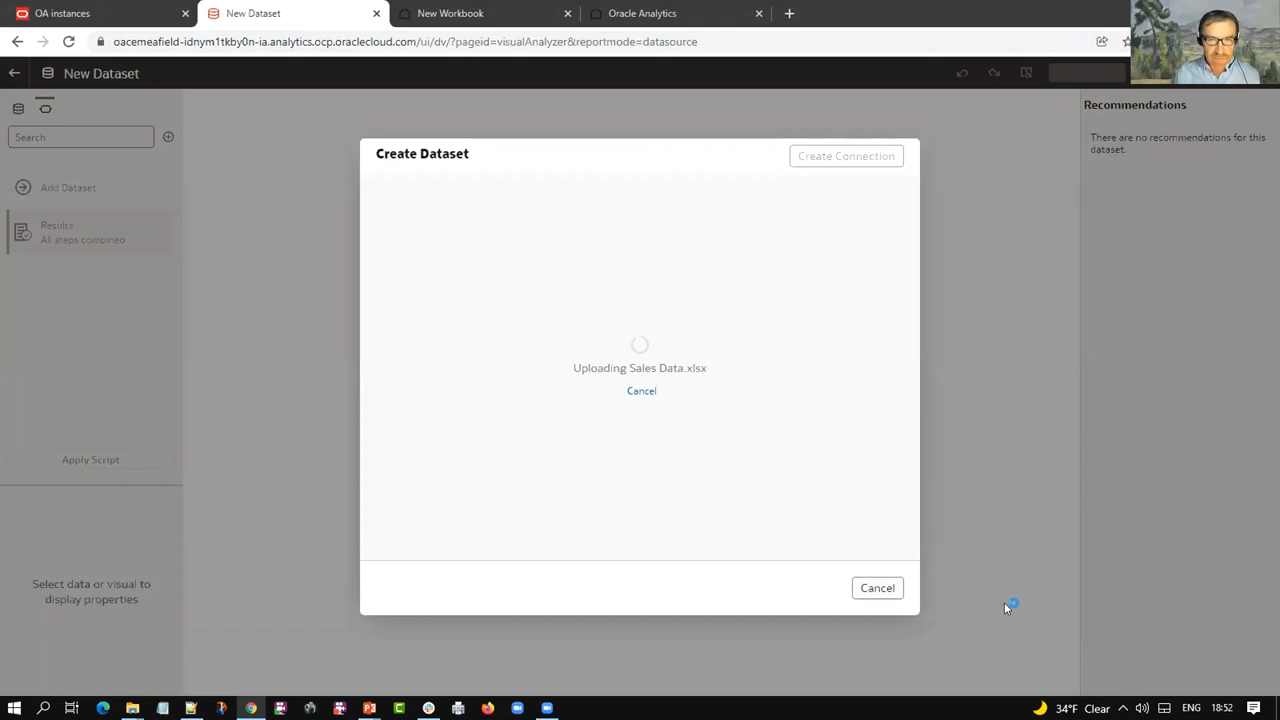 OA instances
New Dataset
New Workbook
Oracle Analytics
oacemeafield-idnym1tkby0n-ia.analytics.ocp.oraclecloud.com/ui/dv/?pageid=visualAnalyzer&reportmode=datasource
New Dataset
Search
Add Dataset
Results
All steps combined
Apply Script
Select data or visual to
display properties
Create Dataset
Create Connection
Uploading Sales Data.xlsx
Cancel
Cancel
Recommendations
There are no recommendations for this
dataset.
34°F Clear
ENG
18:52